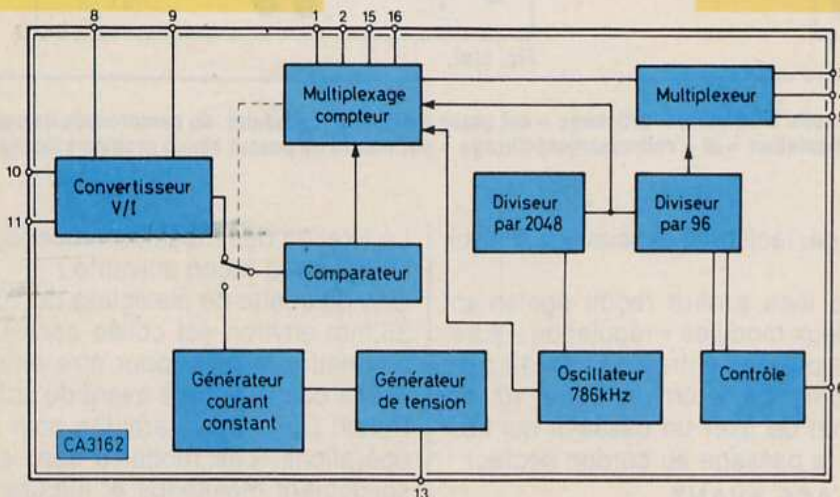 8 9 1 2 15 16
Multiplexage
compteur
Multiplexeur
10
11
Convertisseur
V/I
Diviseur
par 2048
Diviseur
par 96
Comparateur
Générateur
courant
constant
Générateur
de tension
Oscillateur
786kHz
Contrôle
6
CA3162
13